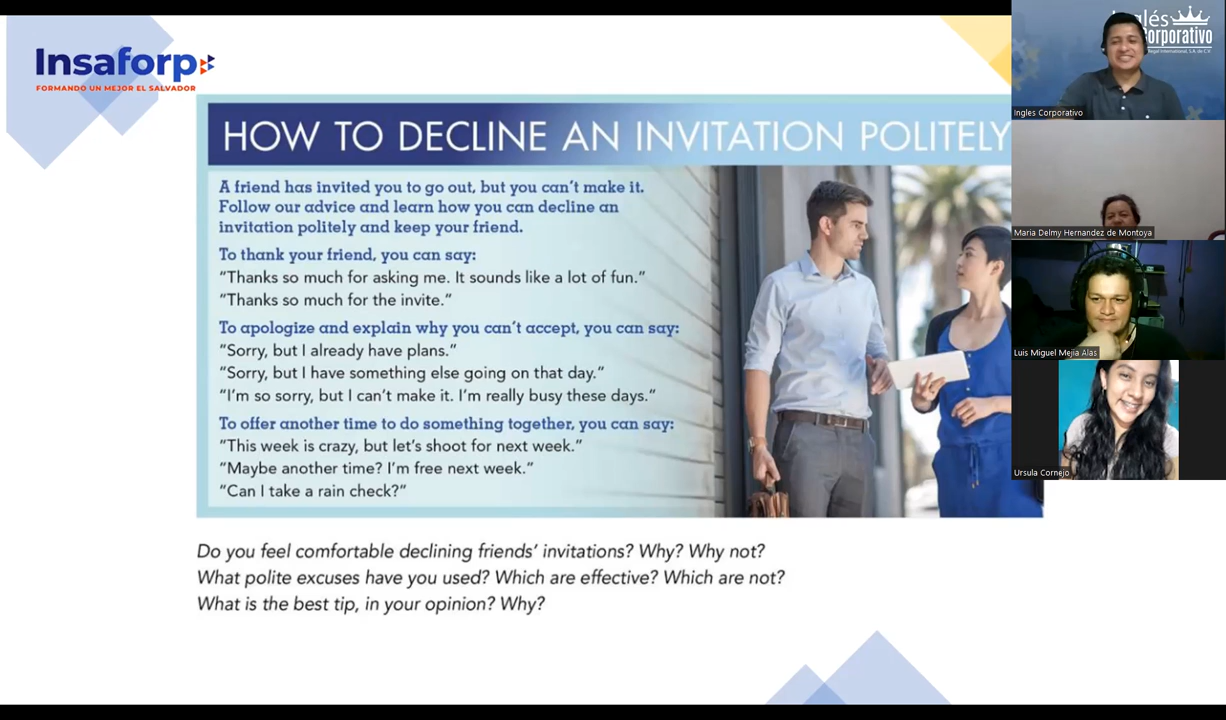 Insaforp
FORMANDO UN MEJOR EL SALVADOR
HOW TO DECLINE AN INVITATION POLITELY
A friend has invited you to go out, but you can't make it.
Follow our advice and learn how you can decline an
invitation politely and keep your friend.
To thank your friend, you can say:
“Thanks so much for asking me. It sounds like a lot of fun.”
“Thanks so much for the invite.”
To apologize and explain why you can't accept, you can say:
“Sorry, but I already have plans.”
“Sorry, but I have something else going on that day.”
“I'm so sorry, but I can't make it. I'm really busy these days.”
To offer another time to do something together, you can say:
“This week is crazy, but let's shoot for next week.”
“Maybe another time? I'm free next week.”
“Can I take a rain check?”
Do you feel comfortable declining friends' invitations? Why? Why not?
What polite excuses have you used? Which are effective? Which are not?
What is the best tip, in your opinion? Why?
Ingles Corporativo
Maria Delmy Hernandez de Montoya
Luis Miguel Mejia Alas
Ursula Cornejo